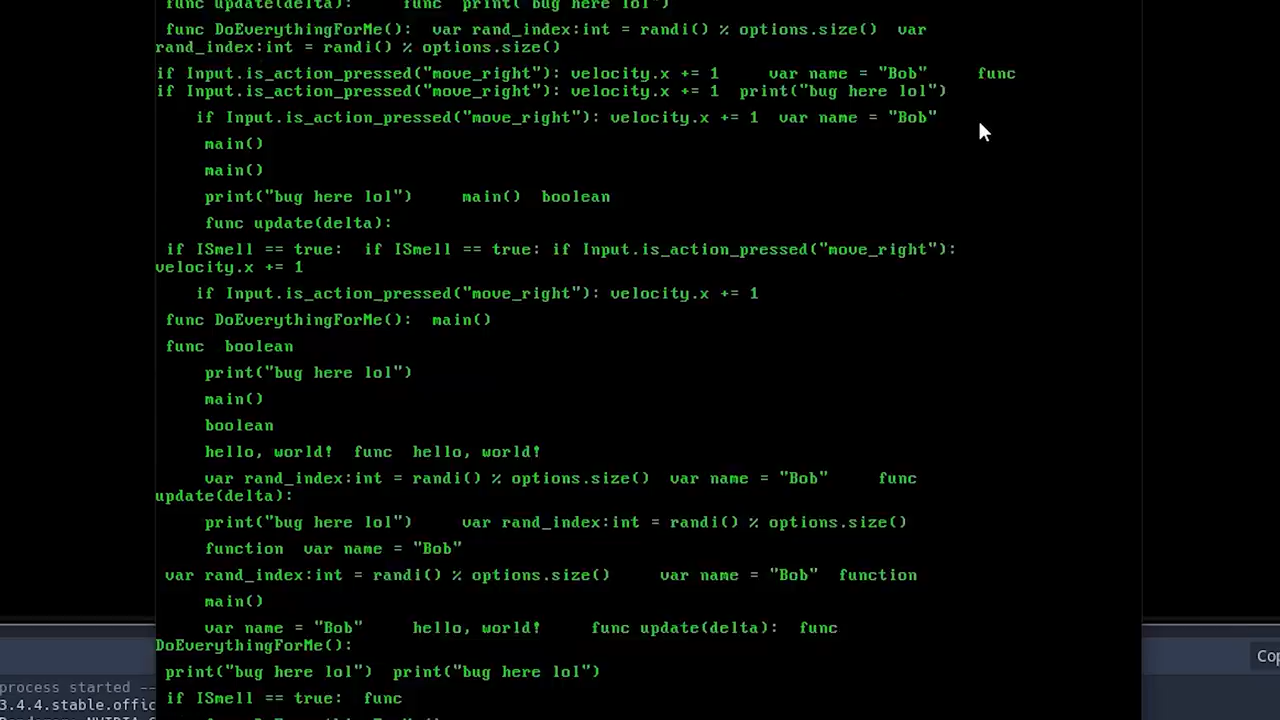 func update(delta):     func  print("bug here lol")
func DoEverythingForMe():  var rand_index:int = randi() % options.size()  var
rand_index:int = randi() % options.size()
if Input.is_action_pressed("move_right"): velocity.x += 1     var name = "Bob"     func
if Input.is_action_pressed("move_right"): velocity.x += 1  print("bug here lol")
if Input.is_action_pressed("move_right"): velocity.x += 1  var name = "Bob"
main()
main()
print("bug here lol")     main()  boolean
func update(delta):
if ISmell == true:  if ISmell == true: if Input.is_action_pressed("move_right"):
velocity.x += 1
if Input.is_action_pressed("move_right"): velocity.x += 1
func DoEverythingForMe():  main()
func  boolean
print("bug here lol")
main()
boolean
hello, world!  func  hello, world!
var rand_index:int = randi() % options.size()  var name = "Bob"     func
update(delta):
print("bug here lol")     var rand_index:int = randi() % options.size()
function  var name = "Bob"
var rand_index:int = randi() % options.size()     var name = "Bob"  function
main()
var name = "Bob"     hello, world!     func update(delta):  func
DoEverythingForMe():
print("bug here lol")  print("bug here lol")
if ISmell == true:  func
Cop
process started --
3.4.4.stable.offic